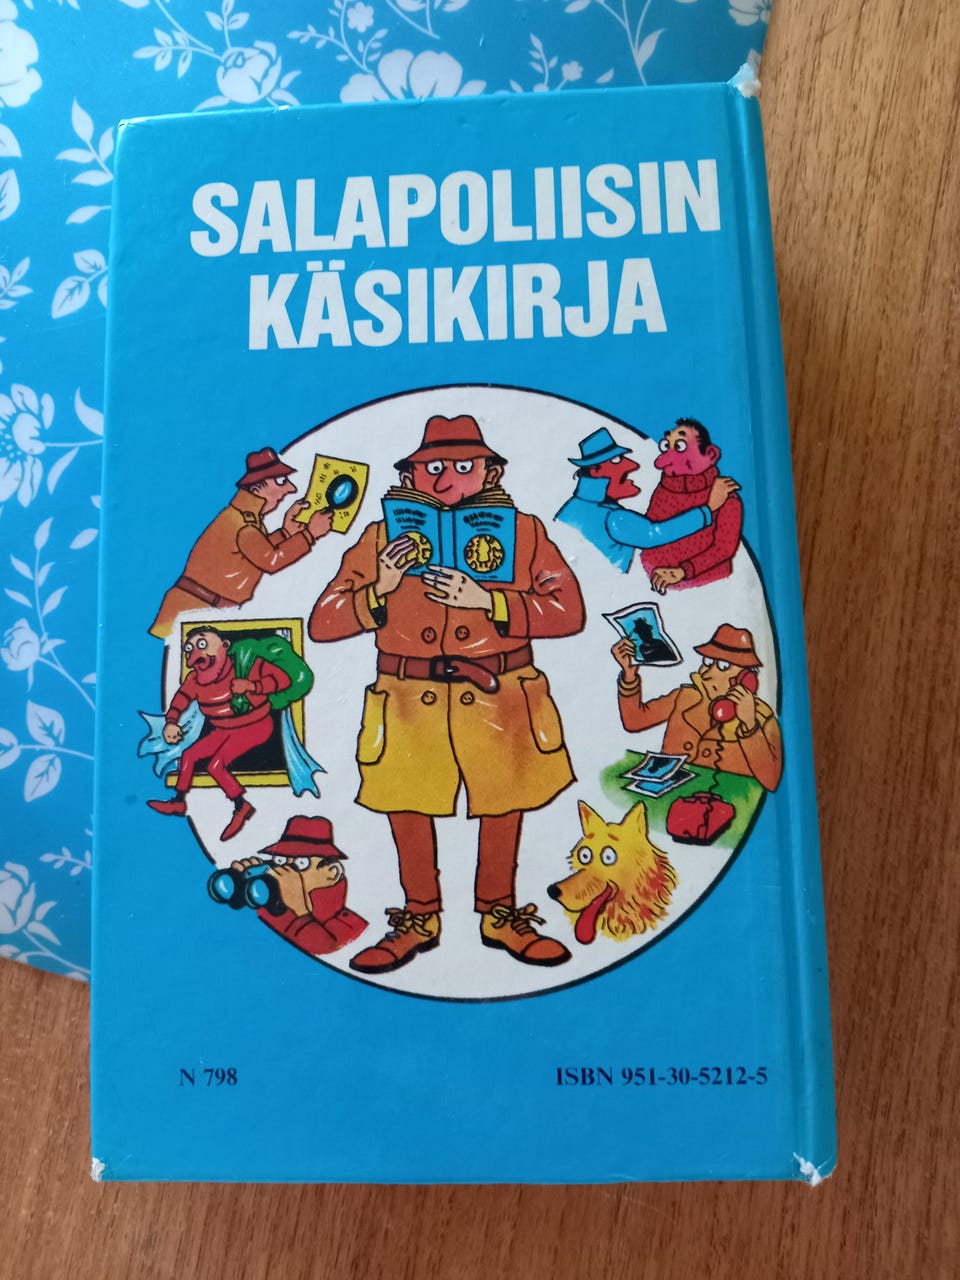 SALAPOLIISIN
KÄSIKIRJA
N 798
ISBN 951-30-5212-5